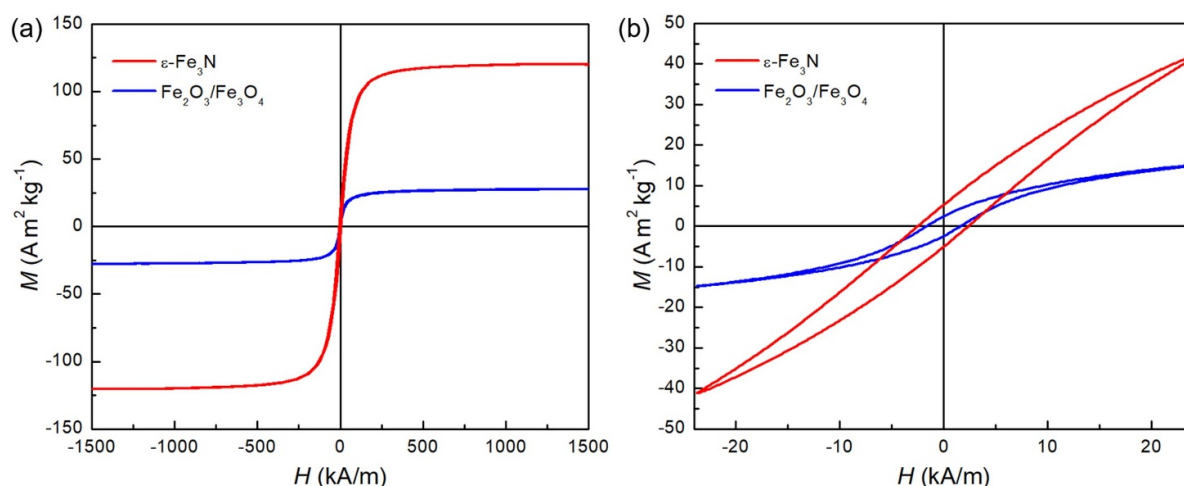 (a)
150
100
50
0
-50
-100
-150
M (A m² kg⁻¹)
ε-Fe₃N
Fe₂O₃/Fe₃O₄
-1500 -1000 -500 0 500 1000 1500
H (kA/m)
(b)
50
40
30
20
10
0
-10
-20
-30
-40
-50
M (A m² kg⁻¹)
ε-Fe₃N
Fe₂O₃/Fe₃O₄
-20 -10 0 10 20
H (kA/m)